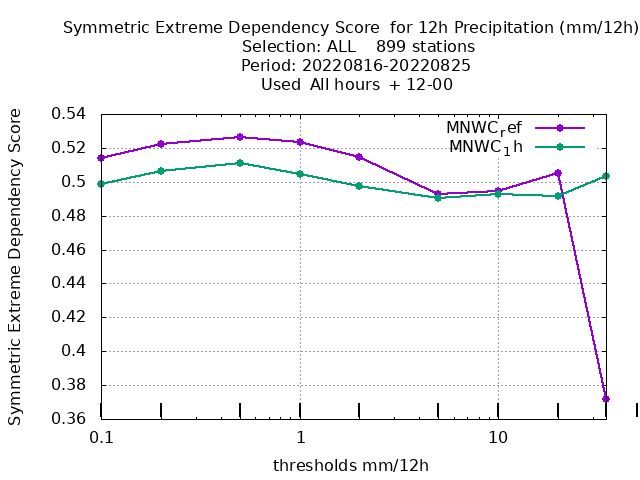 Symmetric Extreme Dependency Score  for 12h Precipitation (mm/12h)
Selection: ALL    899 stations
Period: 20220816-20220825
Used  All hours  + 12-00
MNWC_ref
MNWC_1h
Symmetric Extreme Dependency Score
0.54
0.52
0.5
0.48
0.46
0.44
0.42
0.4
0.38
0.36
0.1
1
10
thresholds mm/12h